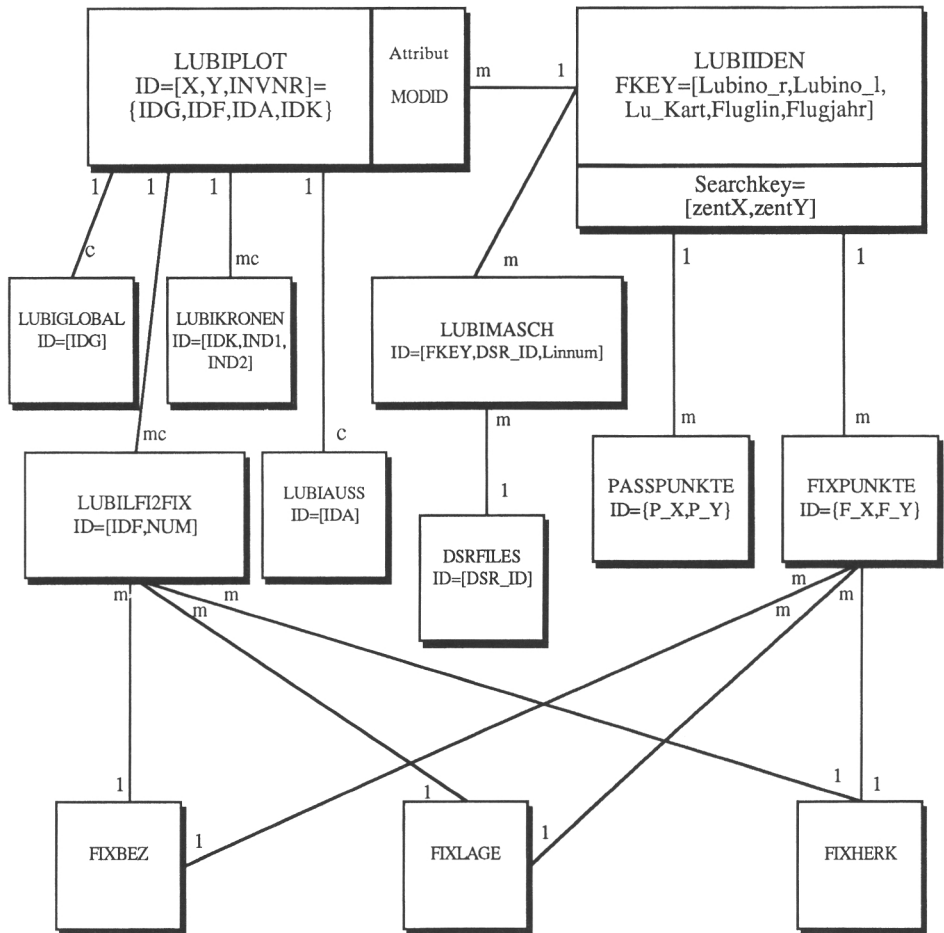 LUBIPLOT
ID=[X,Y,INVNR]=
{IDG,IDF,IDA,IDK}
Attribut
MODID
m
1
LUBIIDEN
FKEY=[Lubino_r,Lubino_l,
Lu_Kart,Fluglin,Flugjahr]
Searchkey=
[zentX,zentY]
1
1
1
1
1
1
c
mc
m
LUBIGLOBAL
ID=[IDG]
LUBIKRONEN
ID=[IDK,IND1,
IND2]
LUBIMASCH
ID=[FKEY,DSR_ID,Linnum]
mc
c
m
m
m
LUBILFI2FIX
ID=[IDF,NUM]
LUBIAUSS
ID=[IDA]
1
DSRFILES
ID=[DSR_ID]
PASSPUNKTE
ID={P_X,P_Y}
FIXPUNKTE
ID={F_X,F_Y}
m
m
m
m
m
m
1
1
1
1
1
1
FIXBEZ
FIXLAGE
FIXHERK